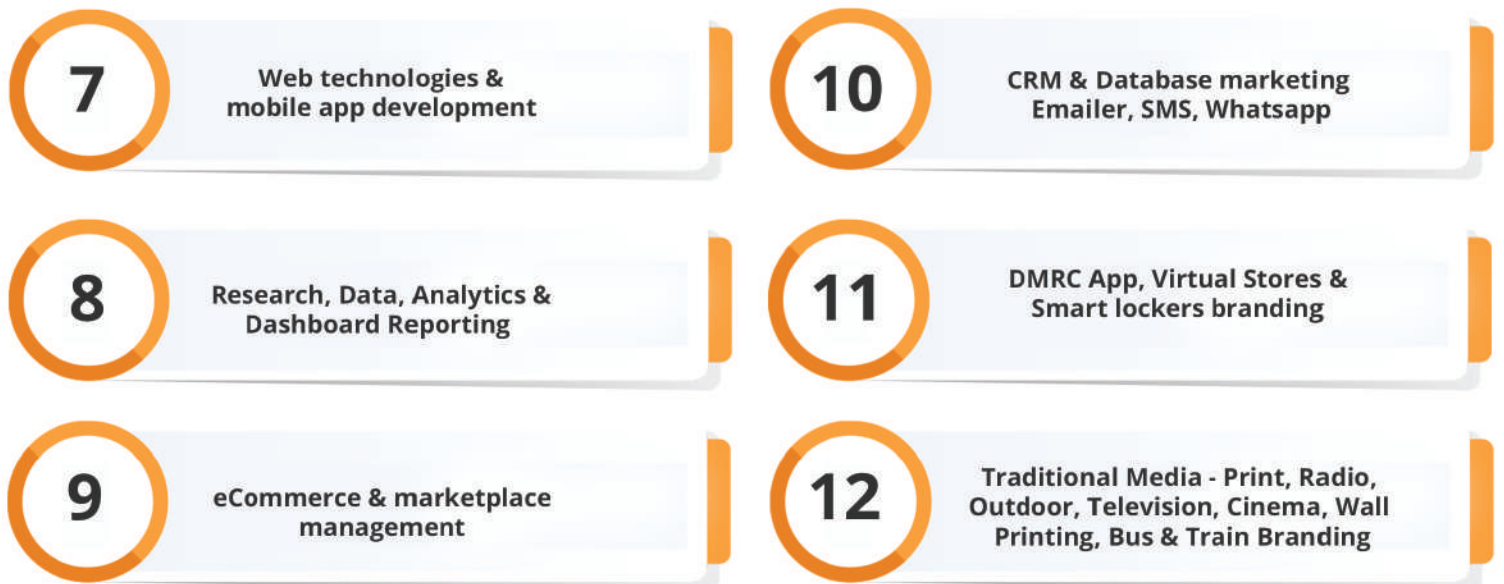 7
Web technologies &
mobile app development
8
Research, Data, Analytics &
Dashboard Reporting
9
eCommerce & marketplace
management
10
CRM & Database marketing
Emailer, SMS, Whatsapp
11
DMRC App, Virtual Stores &
Smart lockers branding
12
Traditional Media - Print, Radio,
Outdoor, Television, Cinema, Wall
Printing, Bus & Train Branding